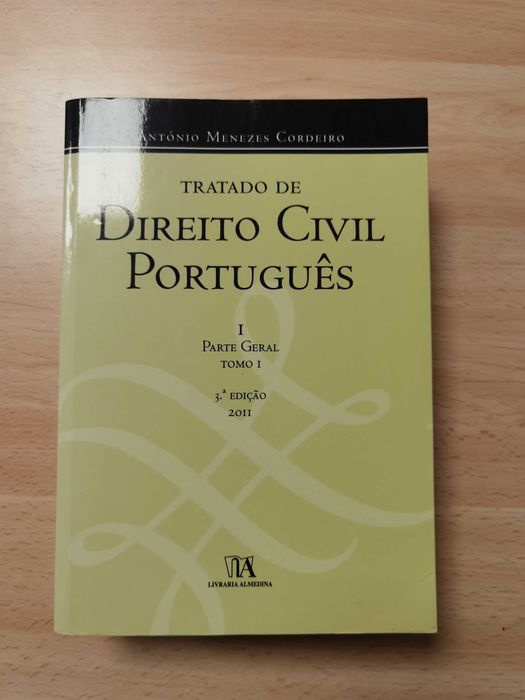 António Menezes Cordeiro
Tratado de
Direito Civil
Português
I
Parte Geral
Tomo I
3.ª Edição
2011
LIVRARIA ALMEDINA